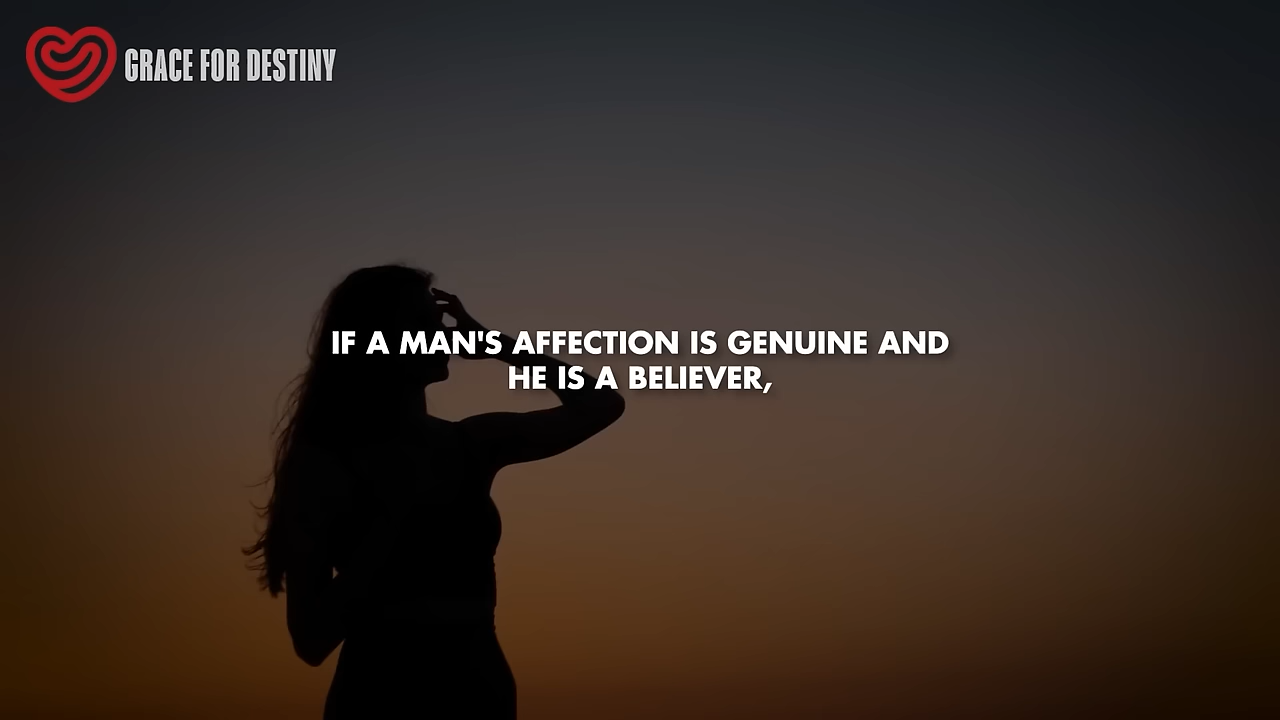 GRACE FOR DESTINY
IF A MAN'S AFFECTION IS GENUINE AND
HE IS A BELIEVER,